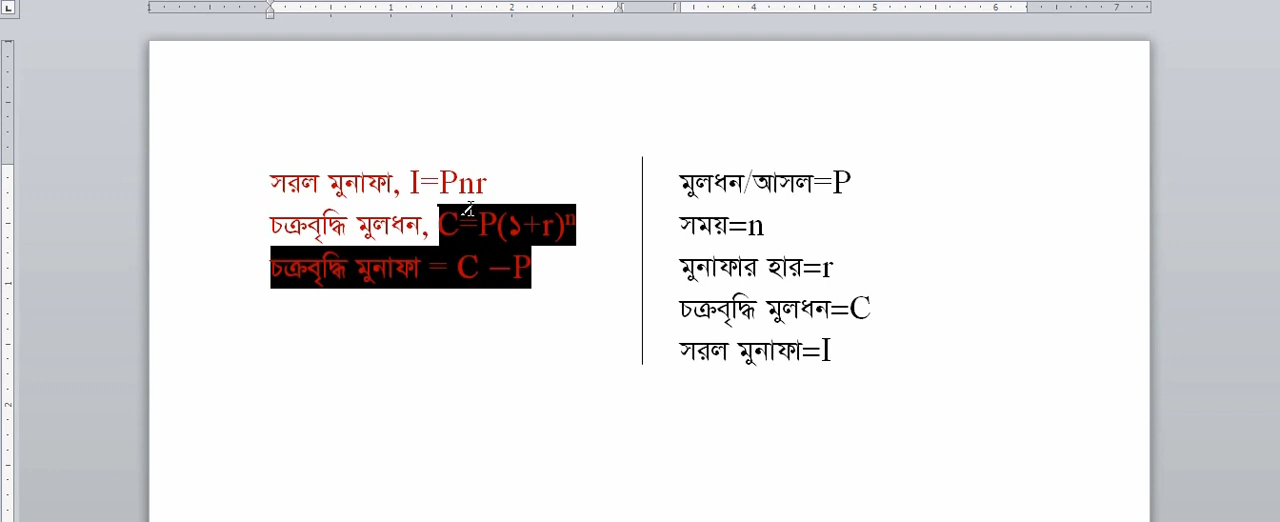 সরল মুনাফা, I=Pnr
চক্রবৃদ্ধি মুলধন, C=P(১+r)ⁿ
চক্রবৃদ্ধি মুনাফা = C −P
মুলধন/আসল=P
সময়=n
মুনাফার হার=r
চক্রবৃদ্ধি মুলধন=C
সরল মুনাফা=I